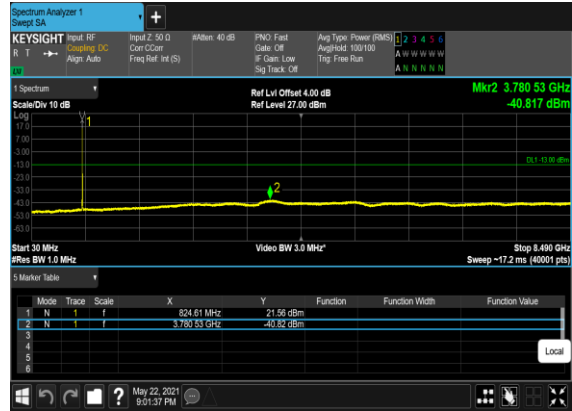 Spectrum Analyzer 1
Swept SA
+
KEYSIGHT Input: RF Input Z: 50 Ω #Atten: 40 dB PNO: Fast Avg Type: Power (RMS) 1 2 3 4 5 6
R T Coupling: DC Corr CCorr Gate: Off Avg|Hold: 100/100 A W W W W W
Align: Auto Freq Ref: Int (S) IF Gain: Low Trig: Free Run
Sig Track: Off A N N N N N
1 Spectrum Ref Lvl Offset 4.00 dB Mkr2 3.780 53 GHz
Scale/Div 10 dB Ref Level 27.00 dBm -40.817 dBm
Log
17.0 1
7.00
-3.00
DL1 -13.00 dBm
-13.0
-23.0
-33.0 2
-43.0
-53.0
-63.0
Start 30 MHz Video BW 3.0 MHz* Stop 8.490 GHz
#Res BW 1.0 MHz Sweep ~17.2 ms (40001 pts)
5 Marker Table
Mode Trace Scale X Y Function Function Width Function Value
1 N 1 f 824.61 MHz 21.56 dBm
2 N 1 f 3.780 53 GHz -40.82 dBm
3
4
5
6
Local
? May 22, 2021
9:01:37 PM